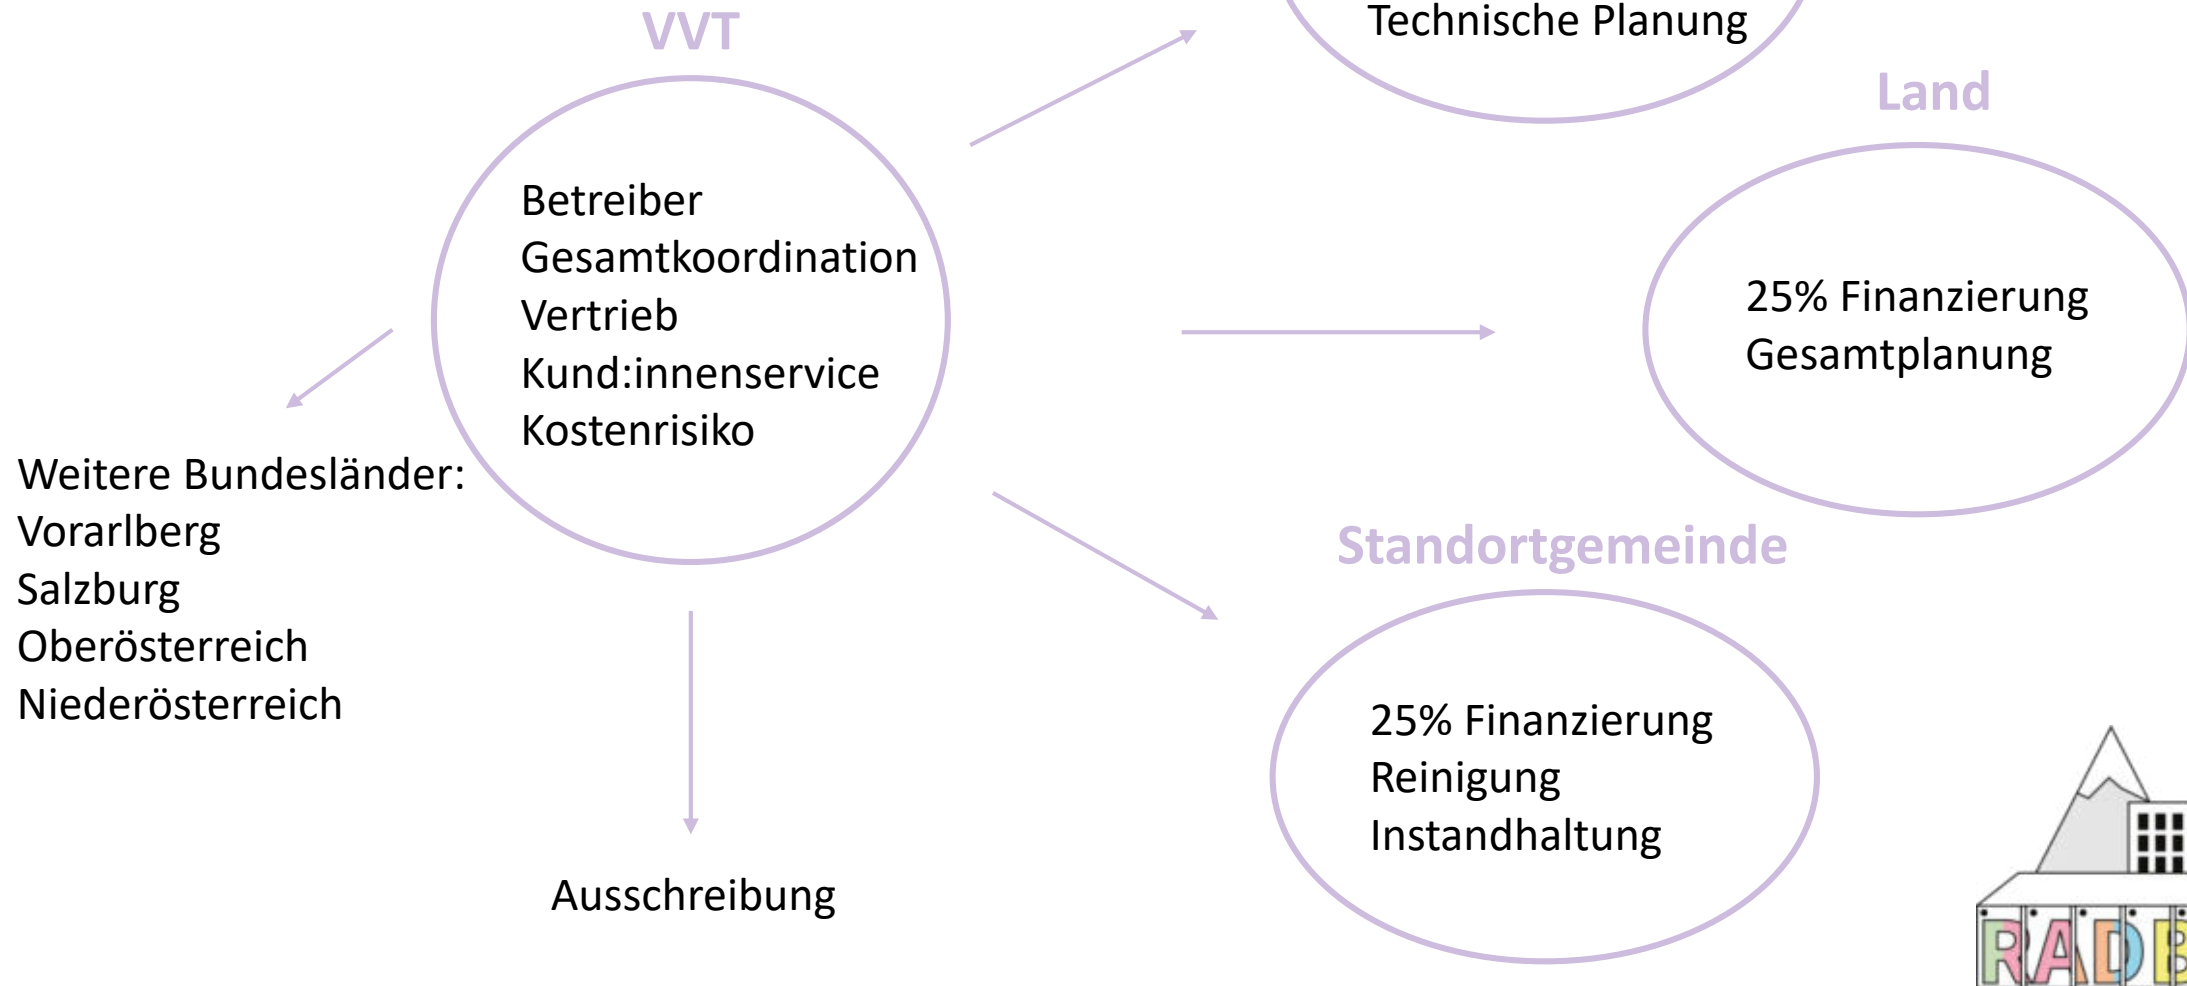 VVT
Technische Planung
Land
Betreiber
Gesamtkoordination
Vertrieb
Kund:innenservice
Kostenrisiko
25% Finanzierung
Gesamtplanung
Weitere Bundesländer:
Vorarlberg
Salzburg
Oberösterreich
Niederösterreich
Standortgemeinde
25% Finanzierung
Reinigung
Instandhaltung
Ausschreibung
RADB